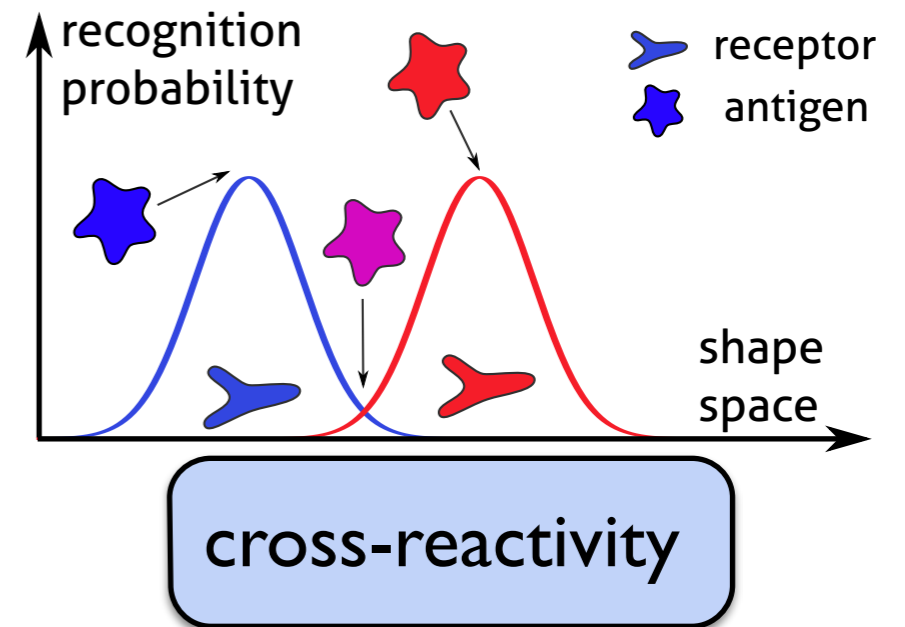 recognition
probability
receptor
antigen
shape
space
cross-reactivity